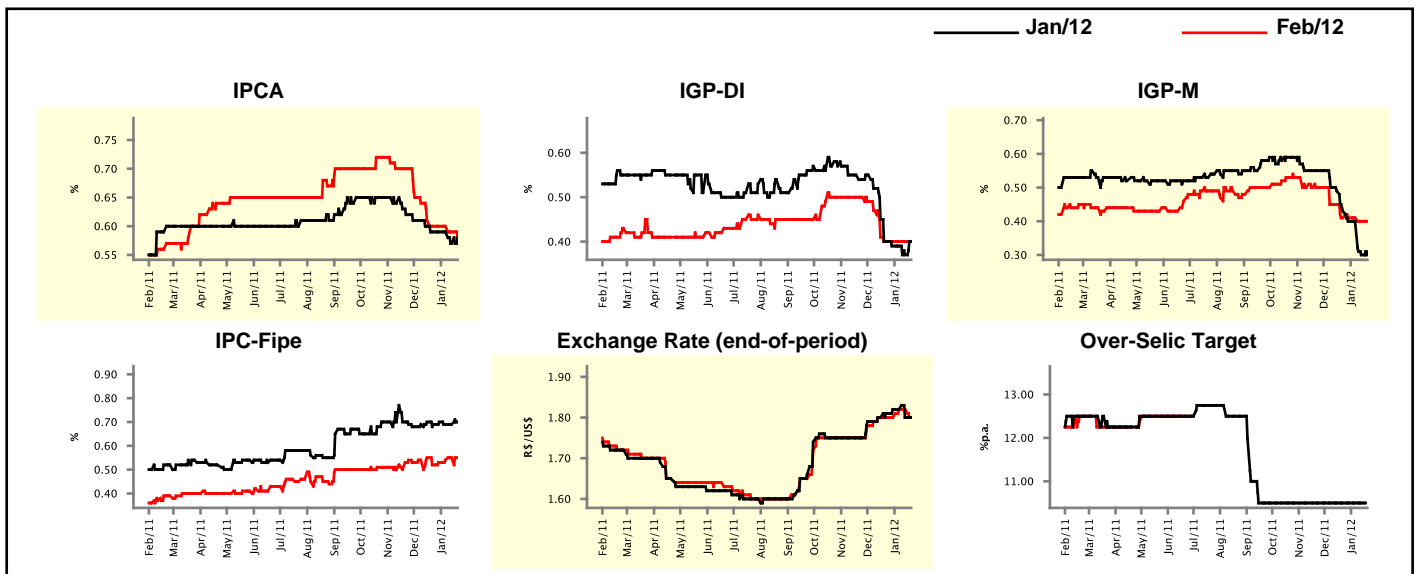 Jan/12 Feb/12
IPCA
0.75
0.70
0.65
0.60
0.55
%
Feb/11 Mar/11 Apr/11 May/11 Jun/11 Jul/11 Aug/11 Sep/11 Oct/11 Nov/11 Dec/11 Jan/12
IGP-DI
0.60
0.50
0.40
%
Feb/11 Mar/11 Apr/11 May/11 Jun/11 Jul/11 Aug/11 Sep/11 Oct/11 Nov/11 Dec/11 Jan/12
IGP-M
0.70
0.60
0.50
0.40
0.30
%
Feb/11 Mar/11 Apr/11 May/11 Jun/11 Jul/11 Aug/11 Sep/11 Oct/11 Nov/11 Dec/11 Jan/12
IPC-Fipe
0.90
0.80
0.70
0.60
0.50
0.40
%
Feb/11 Mar/11 Apr/11 May/11 Jun/11 Jul/11 Aug/11 Sep/11 Oct/11 Nov/11 Dec/11 Jan/12
Exchange Rate (end-of-period)
1.90
1.80
1.70
1.60
R$/US$
Feb/11 Mar/11 Apr/11 May/11 Jun/11 Jul/11 Aug/11 Sep/11 Oct/11 Nov/11 Dec/11 Jan/12
Over-Selic Target
13.00
12.00
11.00
%p.a.
Feb/11 Mar/11 Apr/11 May/11 Jun/11 Jul/11 Aug/11 Sep/11 Oct/11 Nov/11 Dec/11 Jan/12